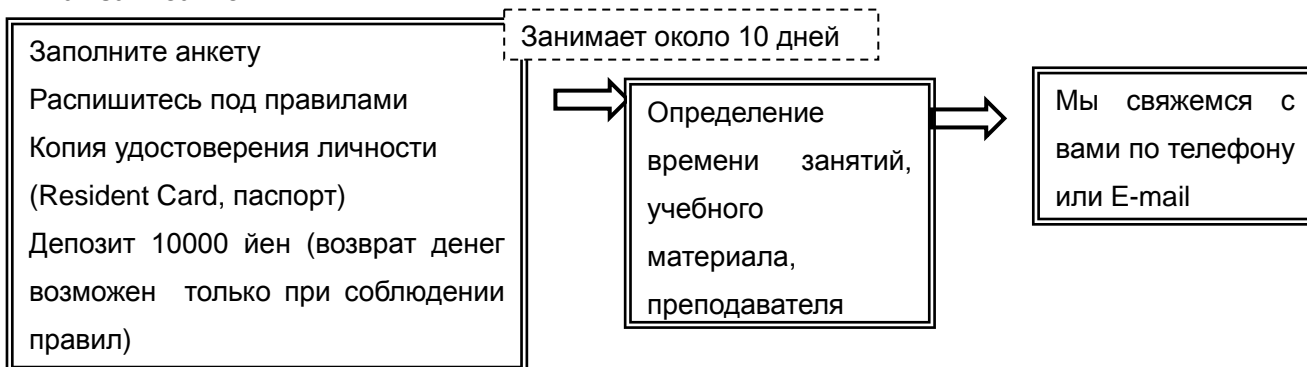 Заполните анкету
Распишитесь под правилами
Копия удостоверения личности
(Resident Card, паспорт)
Депозит 10000 йен (возврат денег
возможен только при соблюдении
правил)
Занимает около 10 дней
Определение
времени занятий,
учебного
материала,
преподавателя
Мы свяжемся с
вами по телефону
или E-mail